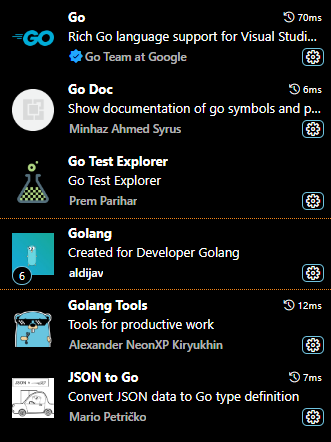 Go
70ms
GO
Rich Go language support for Visual Studi...
Go Team at Google
Go Doc
6ms
Show documentation of go symbols and p...
Minhaz Ahmed Syrus
Go Test Explorer
Go Test Explorer
Prem Parihar
Golang
Created for Developer Golang
6
aldijav
Golang Tools
12ms
Tools for productive work
Alexander NeonXP Kiryukhin
JSON to Go
7ms
JSON
Convert JSON data to Go type definition
Mario Petričko